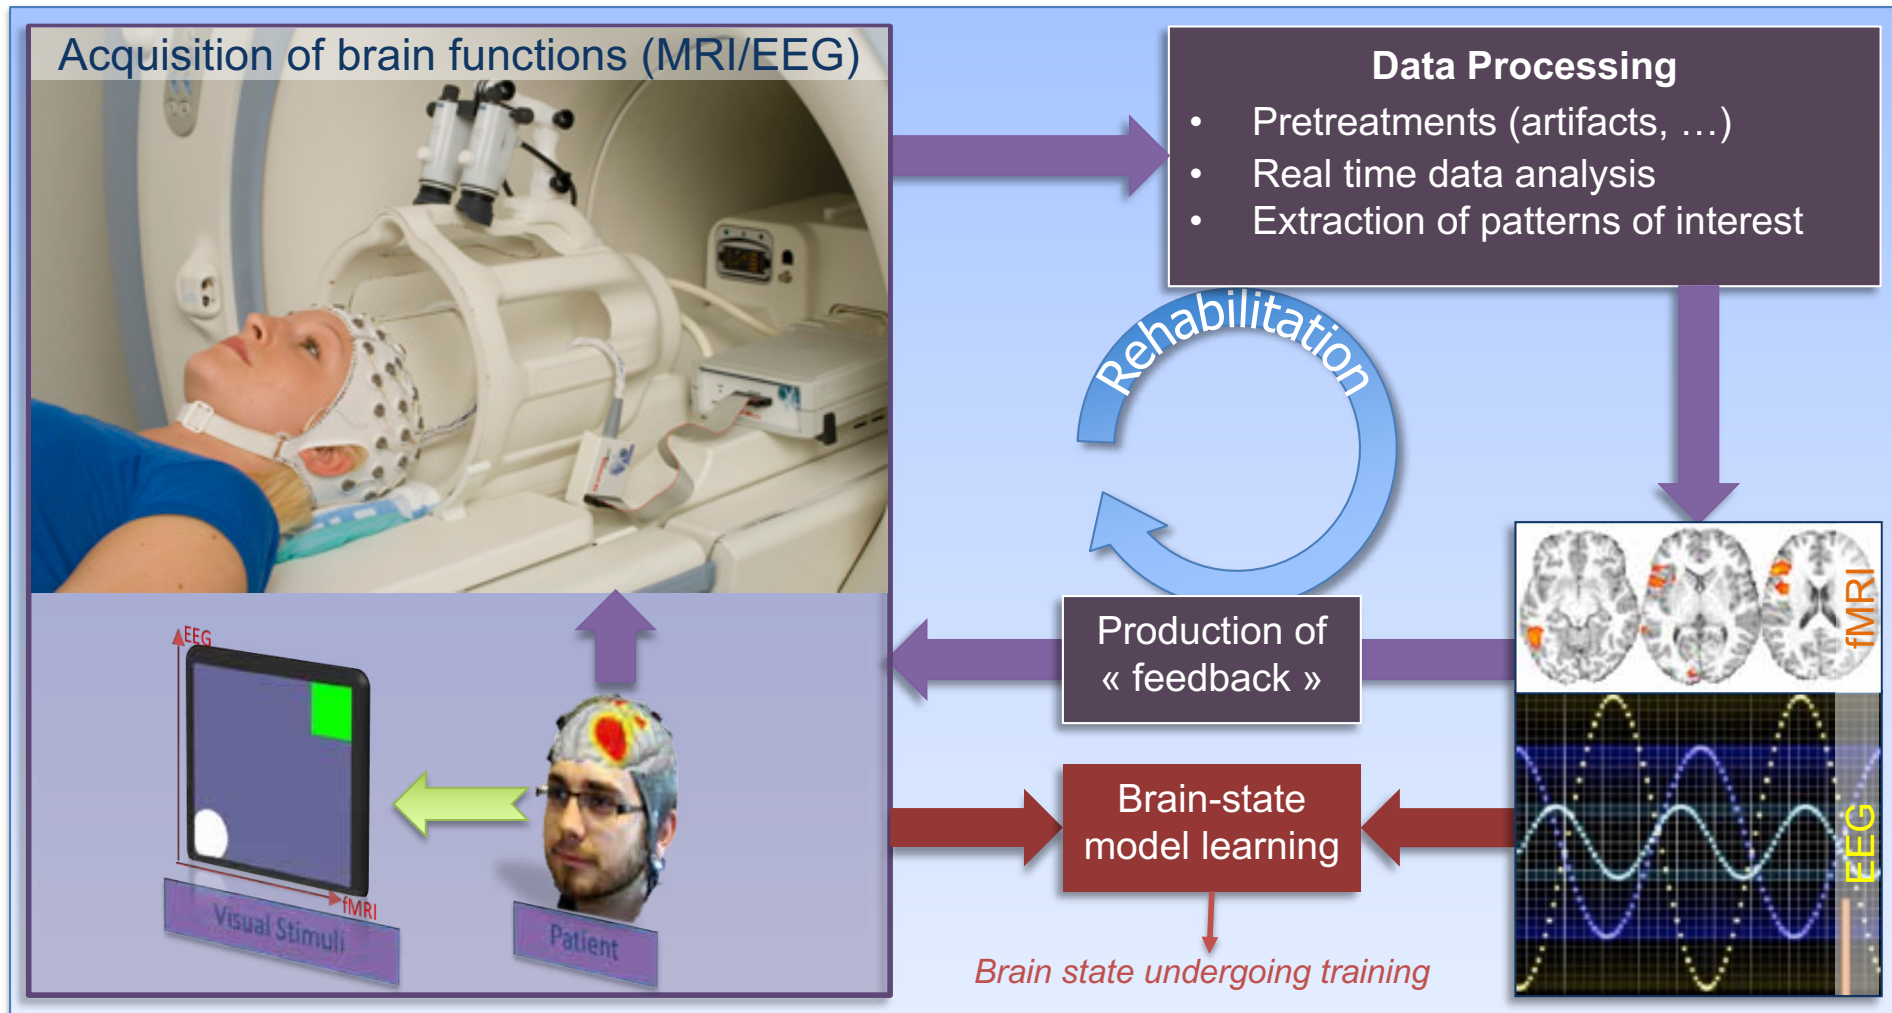 Acquisition of brain functions (MRI/EEG)
Data Processing
• Pretreatments (artifacts, …)
• Real time data analysis
• Extraction of patterns of interest
Rehabilitation
fMRI
EEG
Production of
« feedback »
Brain-state
model learning
Brain state undergoing training
EEG
fMRI
Visual Stimuli
Patient